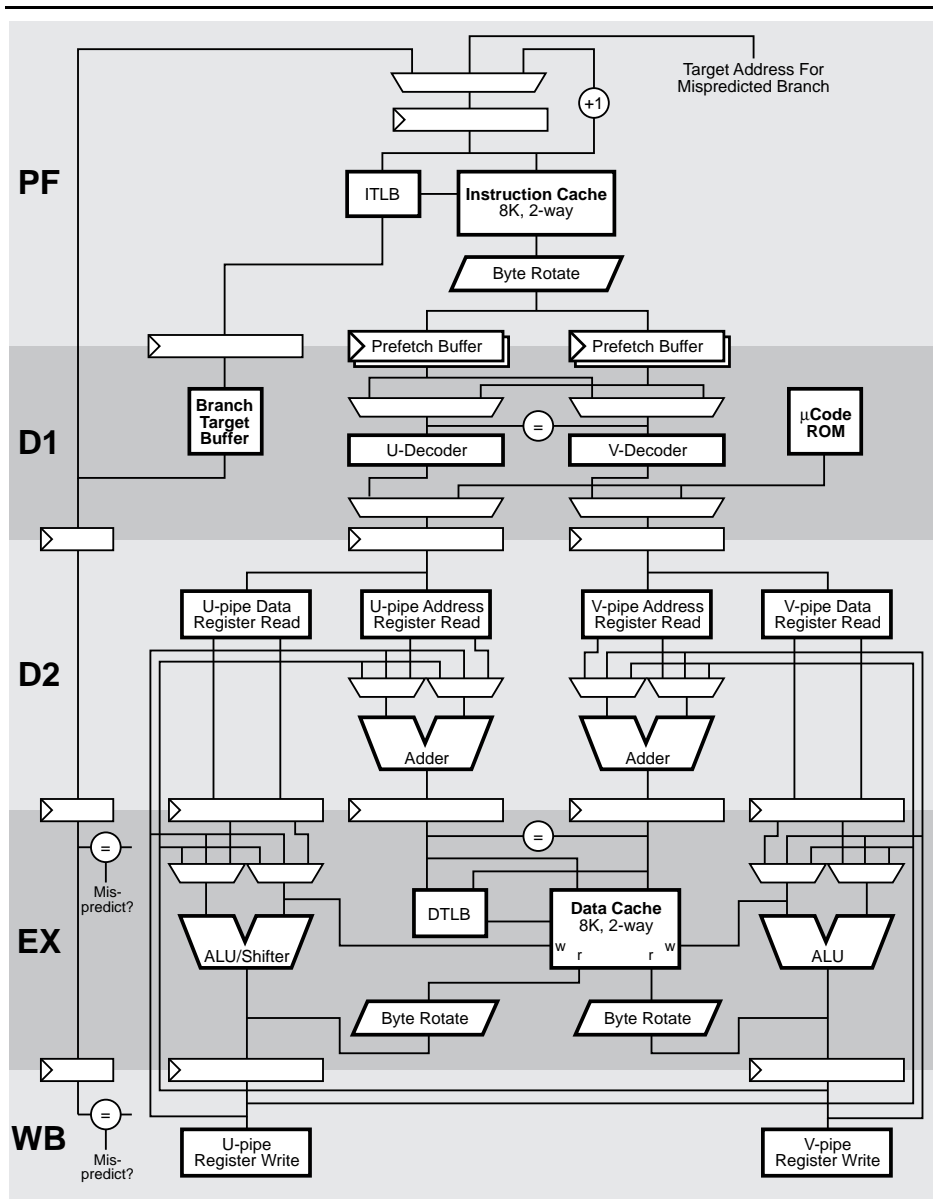 Target Address For
Mispredicted Branch
+1
PF
ITLB
Instruction Cache
8K, 2-way
Byte Rotate
Prefetch Buffer
Prefetch Buffer
D1
Branch
Target
Buffer
=
μCode
ROM
U-Decoder
V-Decoder
D2
U-pipe Data
Register Read
U-pipe Address
Register Read
V-pipe Address
Register Read
V-pipe Data
Register Read
Adder
Adder
EX
=
Mis-
predict?
=
DTLB
Data Cache
8K, 2-way
w
r
r
w
ALU/Shifter
ALU
Byte Rotate
Byte Rotate
WB
=
Mis-
predict?
U-pipe
Register Write
V-pipe
Register Write